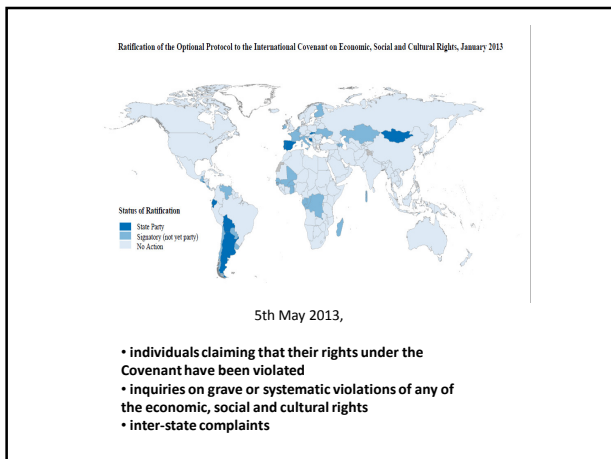 Ratification of the Optional Protocol to the International Covenant on Economic, Social and Cultural Rights, January 2013
Status of Ratification
State Party
Signatory (not yet party)
No Action
5th May 2013,
• individuals claiming that their rights under the
Covenant have been violated
• inquiries on grave or systematic violations of any of
the economic, social and cultural rights
• inter-state complaints